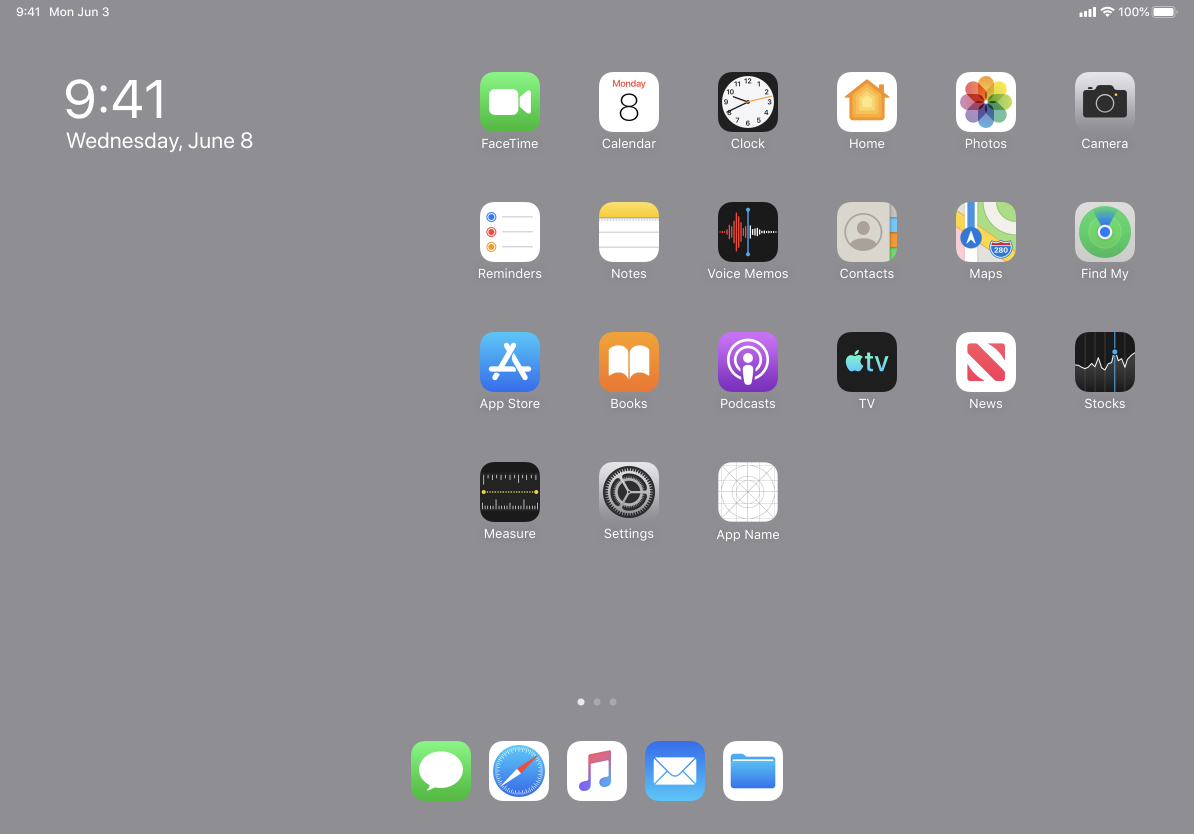 9:41 Mon Jun 3 100%
9:41
Wednesday, June 8
Monday
8
12
11 1
10 2
9 3
8 4
7 5
6
FaceTime Calendar Clock Home Photos Camera
280
Reminders Notes Voice Memos Contacts Maps Find My
tv
App Store Books Podcasts TV News Stocks
Measure Settings App Name